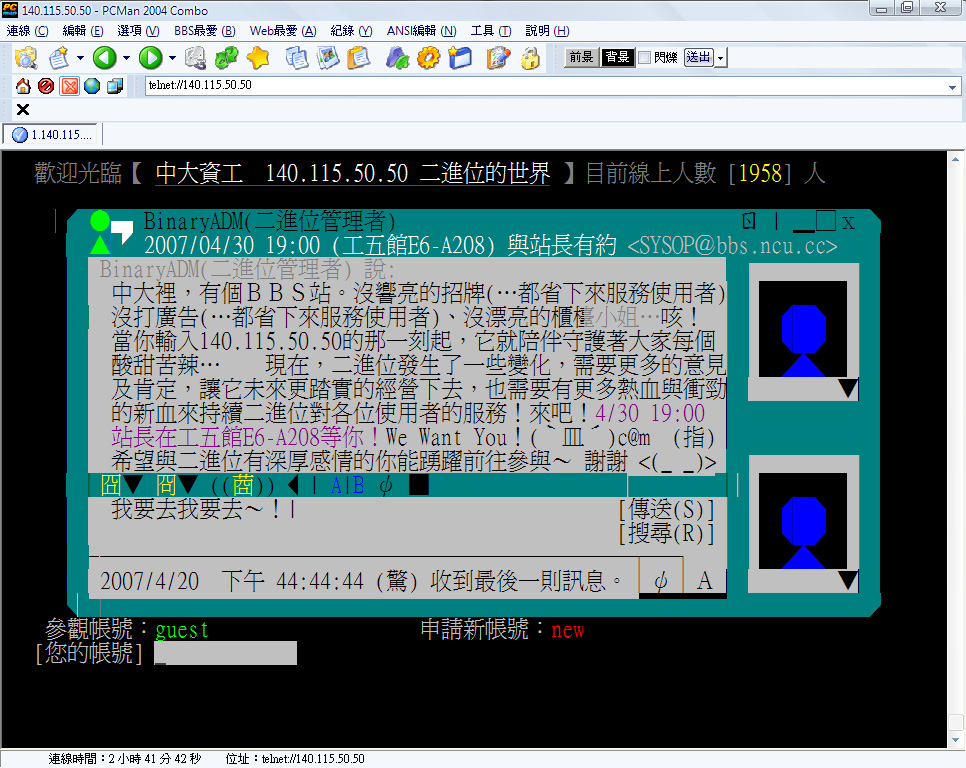 140.115.50.50 - PCMan 2004 Combo
連線 (C) 編輯 (E) 選項 (V) BBS最愛 (B) Web最愛 (A) 紀錄 (Y) ANSI編輯 (N) 工具 (T) 說明 (H)
前景 背景 閃爍 送出
telnet://140.115.50.50
1.140.115....
歡迎光臨【 中大資工 140.115.50.50 二進位的世界 】目前線上人數 [1958] 人
BinaryADM(二進位管理者)
2007/04/30 19:00 (工五館E6-A208) 與站長有約 <SYSOP@bbs.ncu.cc>
BinaryADM(二進位管理者) 說:
中大裡，有個ＢＢＳ站。沒響亮的招牌(…都省下來服務使用者)
沒打廣告(…都省下來服務使用者)、沒漂亮的櫃檯小姐…咳！
當你輸入140.115.50.50的那一刻起，它就陪伴守護著大家每個
酸甜苦辣… 現在，二進位發生了一些變化，需要更多的意見
及肯定，讓它未來更踏實的經營下去，也需要有更多熱血與衝勁
的新血來持續二進位對各位使用者的服務！來吧！4/30 19:00
站長在工五館E6-A208等你！We Want You！(｀皿′)c@m (指)
希望與二進位有深厚感情的你能踴躍前往參與～ 謝謝 <(_ _)>
囧▼ 冏▼ ((莔)) ◀ | A|B ψ ■
我要去我要去～！| [傳送(S)]
[搜尋(R)]
2007/4/20 下午 44:44:44 (驚) 收到最後一則訊息。 ψ A
參觀帳號：guest 申請新帳號：new
[您的帳號] _
連線時間：2 小時 41 分 42 秒 位址：telnet://140.115.50.50